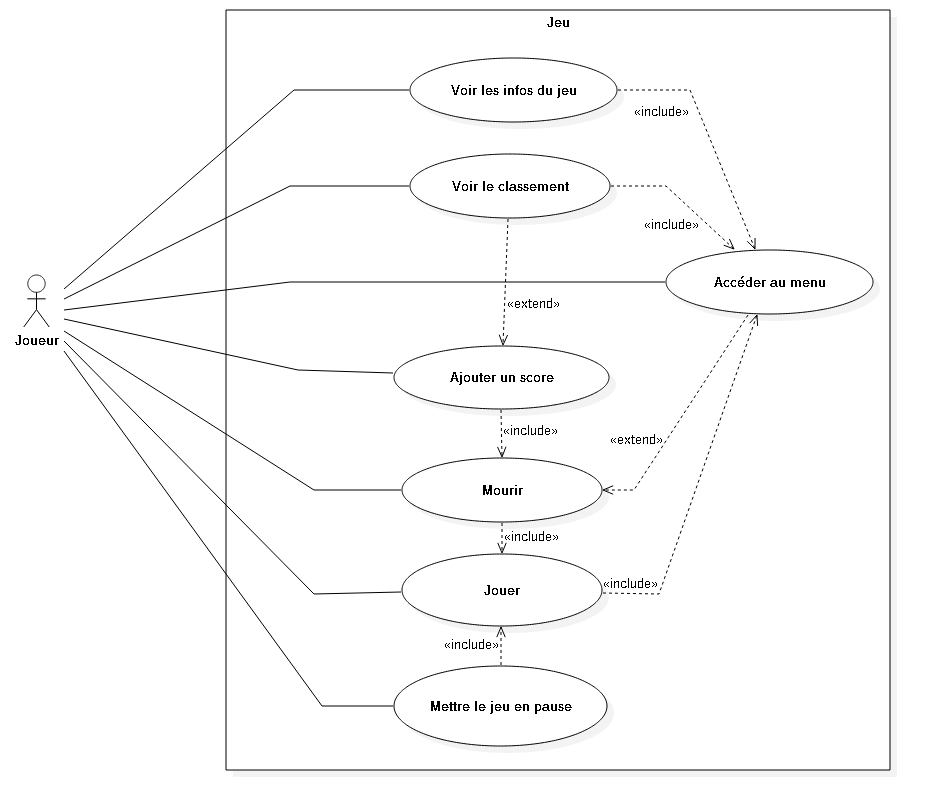 Jeu
Voir les infos du jeu
«include»
Voir le classement
«include»
Accéder au menu
«extend»
Joueur
Ajouter un score
«include»
«extend»
Mourir
«include»
Jouer
«include»
«include»
Mettre le jeu en pause